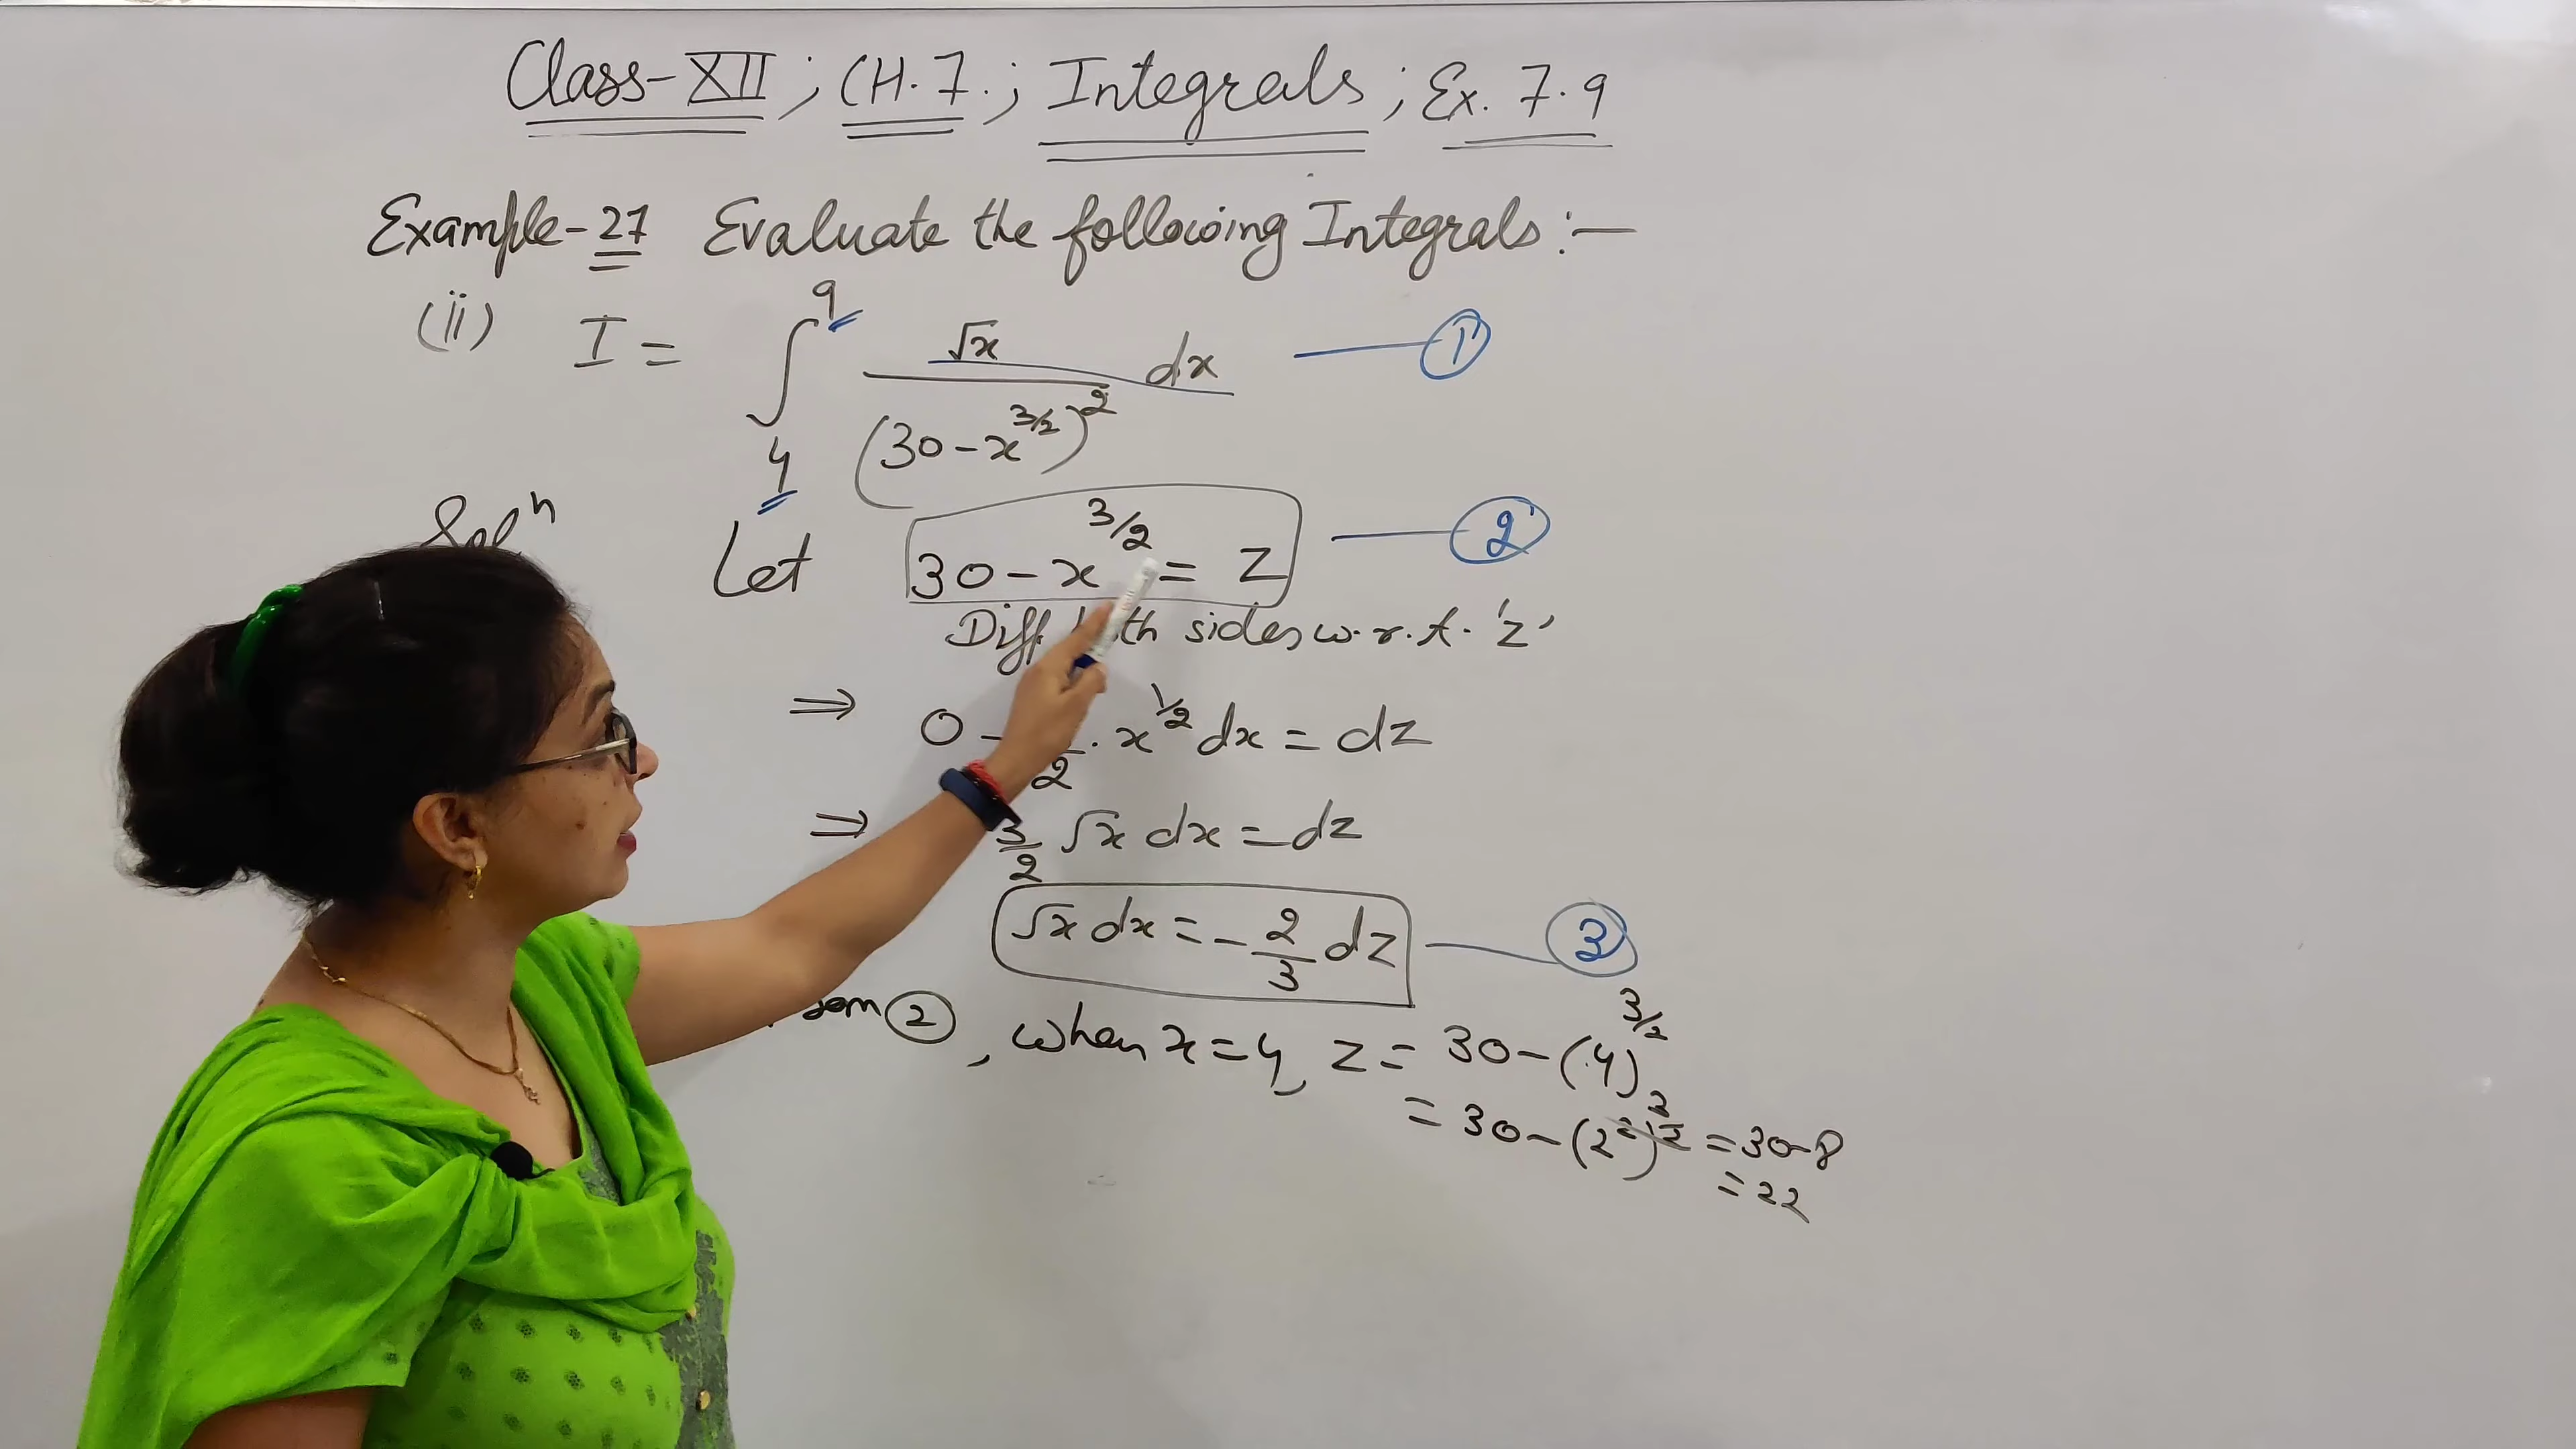 Class-XII ; CH.7. ; Integrals ; Ex. 7.9
Example-27 Evaluate the following Integrals:—
(ii) I = ∫₄⁹ √x/(30-x^{3/2})² dx — ①
Solⁿ Let 30-x^{3/2} = z — ②
Diff. both sides w.r.t. 'z'
⇒ 0 - /2 . x^{1/2} dx = dz
⇒ 3/2 √x dx = dz
√x dx = -2/3 dz — ③
②, when x=4, z = 30-(4)^{3/2}
= 30-(2²)^{3/2} = 30-8
= 22